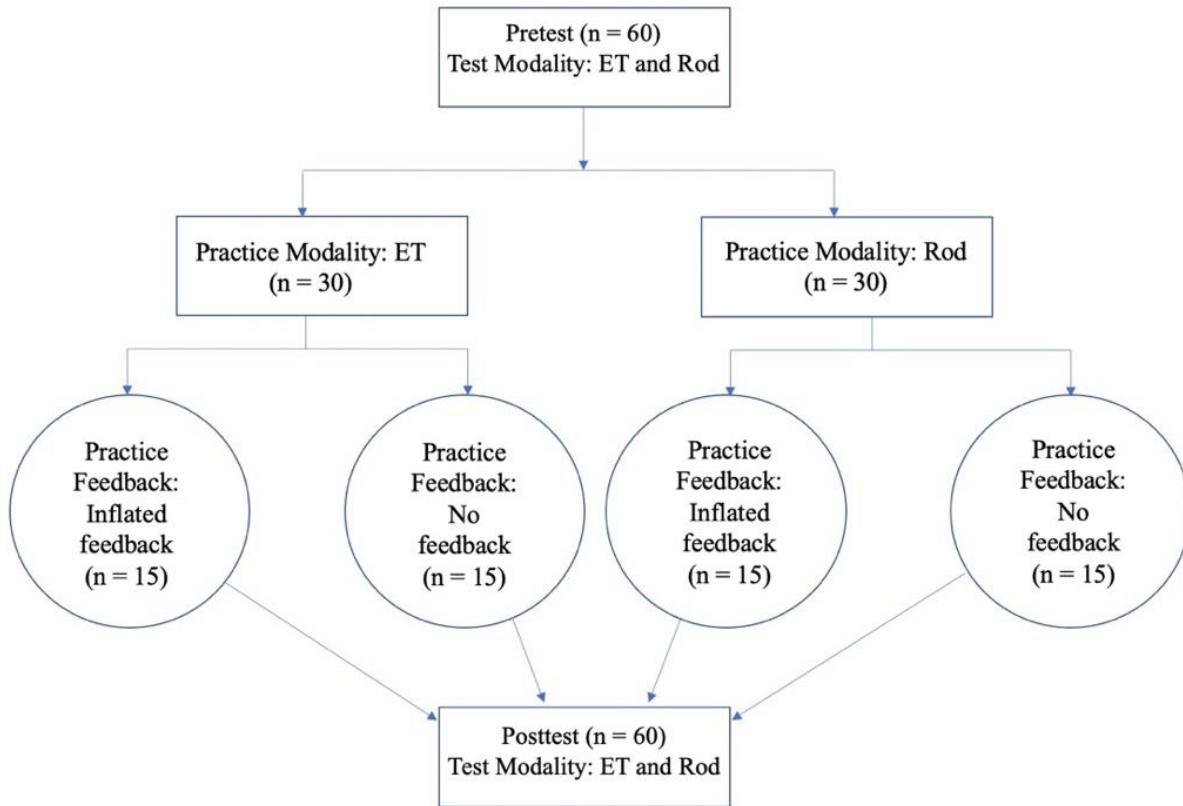 Pretest (n = 60)
Test Modality: ET and Rod
Practice Modality: ET
(n = 30)
Practice Modality: Rod
(n = 30)
Practice
Feedback:
Inflated
feedback
(n = 15)
Practice
Feedback:
No
feedback
(n = 15)
Practice
Feedback:
Inflated
feedback
(n = 15)
Practice
Feedback:
No
feedback
(n = 15)
Posttest (n = 60)
Test Modality: ET and Rod